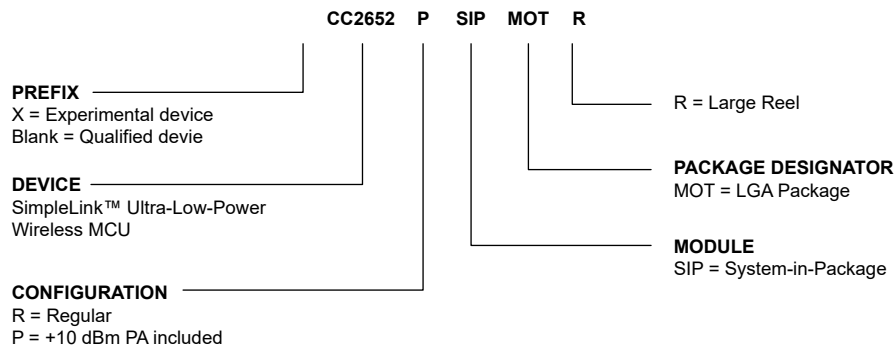 CC2652 P SIP MOT R
PREFIX
X = Experimental device
Blank = Qualified devie
DEVICE
SimpleLink™ Ultra-Low-Power
Wireless MCU
CONFIGURATION
R = Regular
P = +10 dBm PA included
R = Large Reel
PACKAGE DESIGNATOR
MOT = LGA Package
MODULE
SIP = System-in-Package